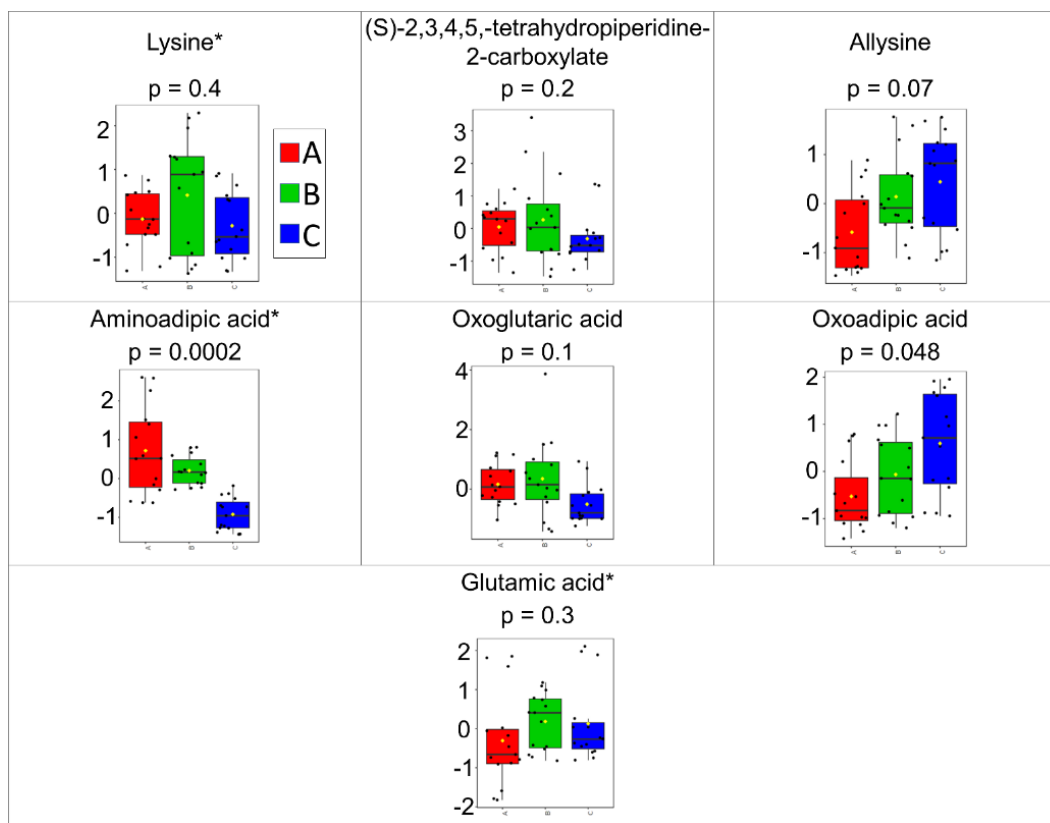 Lysine*
p = 0.4
2
1
0
-1
A
B
C
A
B
C
(S)-2,3,4,5,-tetrahydropiperidine-
2-carboxylate
p = 0.2
3
2
1
0
-1
A
B
C
Allysine
p = 0.07
1
0
-1
A
B
C
Aminoadipic acid*
p = 0.0002
2
1
0
-1
A
B
C
Oxoglutaric acid
p = 0.1
4
2
0
A
B
C
Oxoadipic acid
p = 0.048
2
1
0
-1
A
B
C
Glutamic acid*
p = 0.3
2
1
0
-1
-2
A
B
C